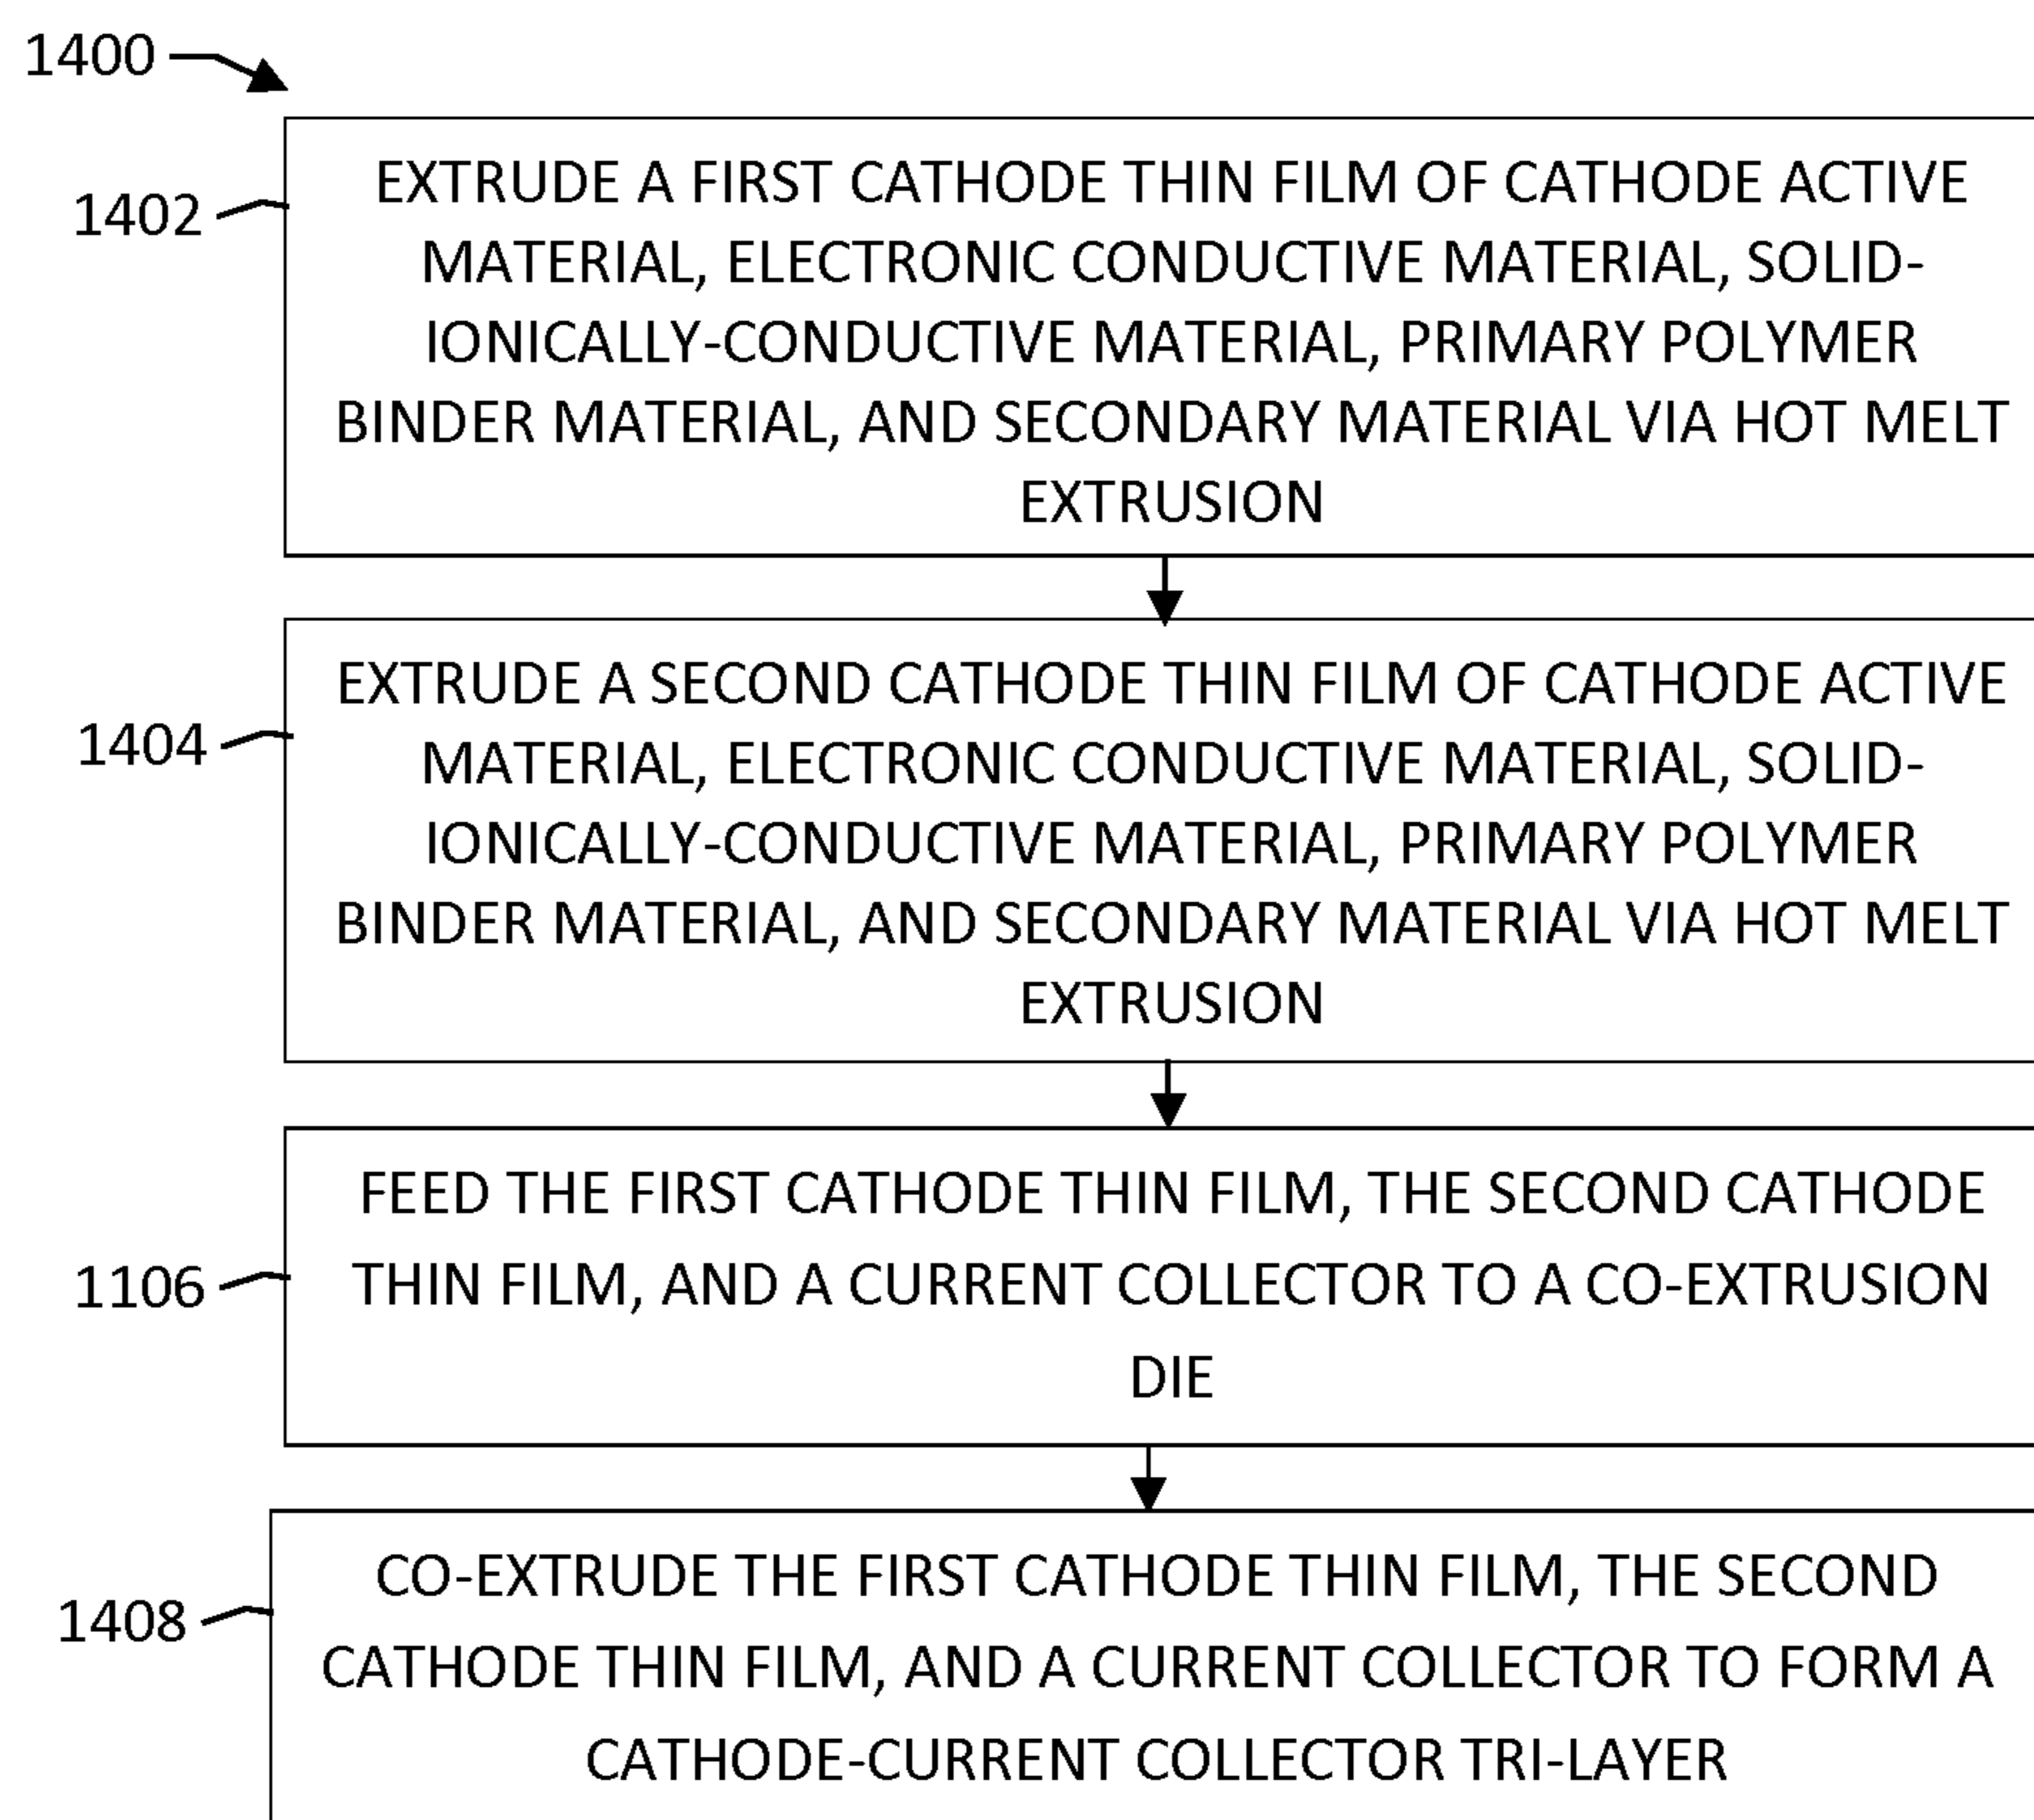 1400
1402
EXTRUDE A FIRST CATHODE THIN FILM OF CATHODE ACTIVE
MATERIAL, ELECTRONIC CONDUCTIVE MATERIAL, SOLID-
IONICALLY-CONDUCTIVE MATERIAL, PRIMARY POLYMER
BINDER MATERIAL, AND SECONDARY MATERIAL VIA HOT MELT
EXTRUSION
1404
EXTRUDE A SECOND CATHODE THIN FILM OF CATHODE ACTIVE
MATERIAL, ELECTRONIC CONDUCTIVE MATERIAL, SOLID-
IONICALLY-CONDUCTIVE MATERIAL, PRIMARY POLYMER
BINDER MATERIAL, AND SECONDARY MATERIAL VIA HOT MELT
EXTRUSION
1106
FEED THE FIRST CATHODE THIN FILM, THE SECOND CATHODE
THIN FILM, AND A CURRENT COLLECTOR TO A CO-EXTRUSION
DIE
1408
CO-EXTRUDE THE FIRST CATHODE THIN FILM, THE SECOND
CATHODE THIN FILM, AND A CURRENT COLLECTOR TO FORM A
CATHODE-CURRENT COLLECTOR TRI-LAYER